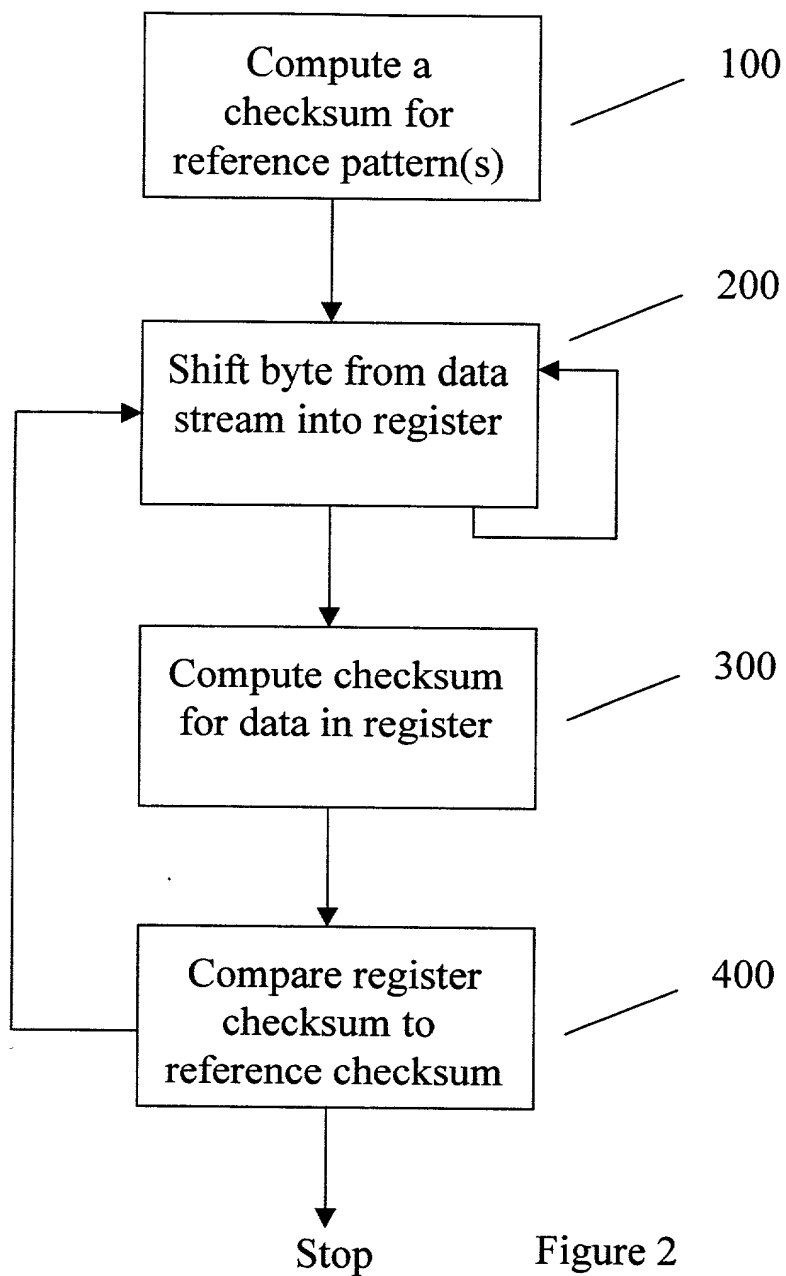 Compute a
checksum for
reference pattern(s)
100
200
Shift byte from data
stream into register
Compute checksum
for data in register
300
Compare register
checksum to
reference checksum
400
Stop
Figure 2